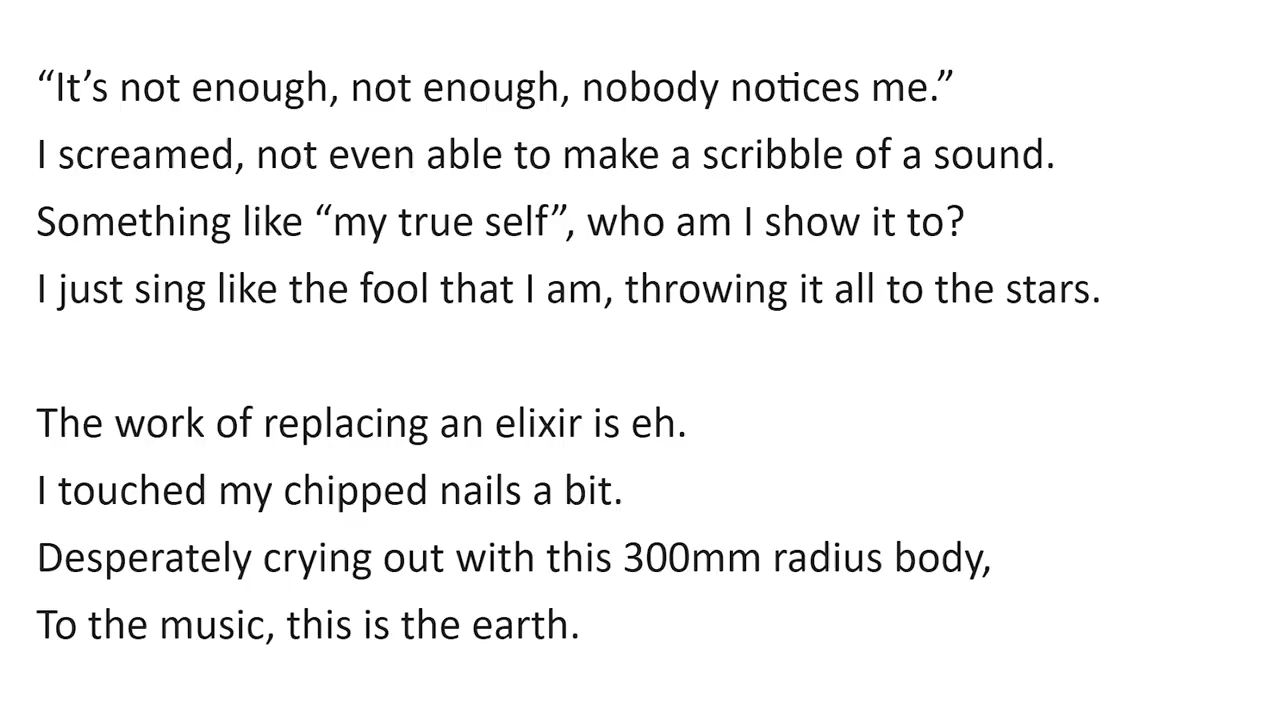 “It’s not enough, not enough, nobody notices me.”
I screamed, not even able to make a scribble of a sound.
Something like “my true self”, who am I show it to?
I just sing like the fool that I am, throwing it all to the stars.
The work of replacing an elixir is eh.
I touched my chipped nails a bit.
Desperately crying out with this 300mm radius body,
To the music, this is the earth.